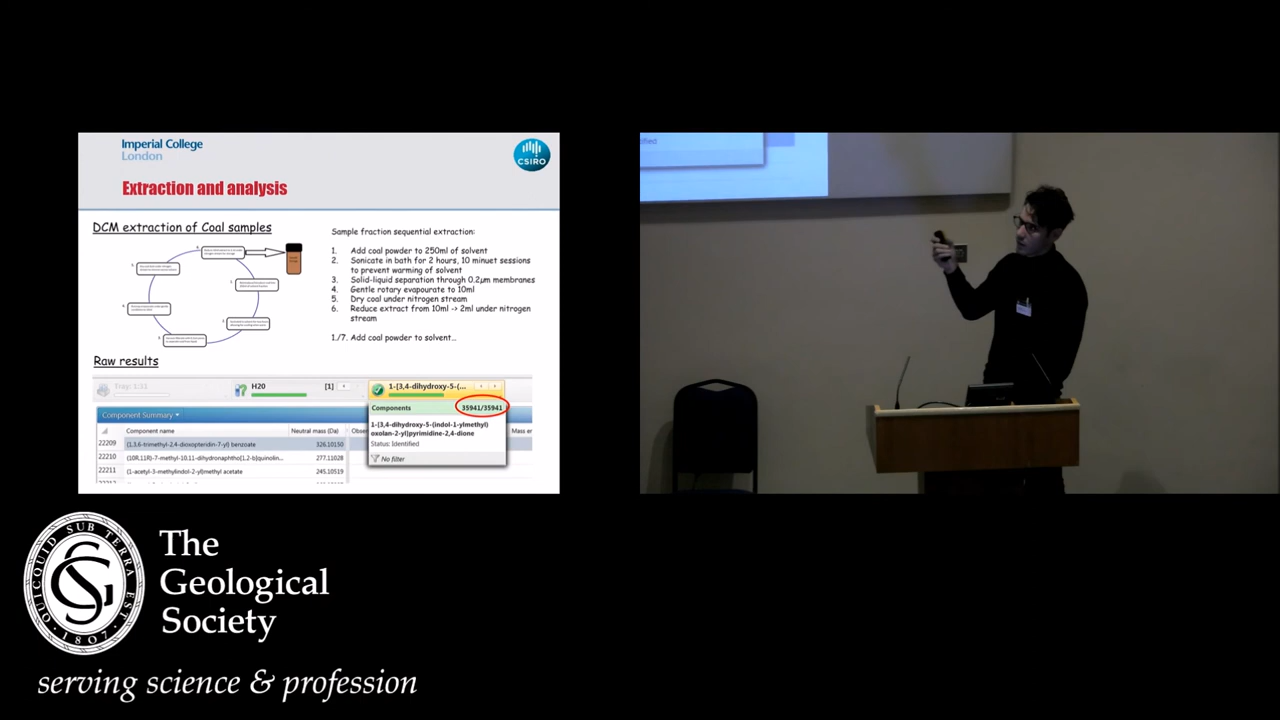 Imperial College
London
CSIRO
Extraction and analysis
DCM extraction of Coal samples
Sample fraction sequential extraction:
1. Add coal powder to 250ml of solvent
2. Sonicate in bath for 2 hours, 10 minuet sessions
to prevent warming of solvent
3. Solid-liquid separation through 0.2μm membranes
4. Gentle rotary evapourate to 10ml
5. Dry coal under nitrogen stream
6. Reduce extract from 10ml -> 2ml under nitrogen
stream
1./7. Add coal powder to solvent...
Raw results
H20 [1]
1-[3,4-dihydroxy-5-(...
Component Summary
Components 35941/35941
Component name Neutral mass (Da) Mass er
1-[3,4-dihydroxy-5-(indol-1-ylmethyl)
oxolan-2-yl]pyrimidine-2,4-dione
Status: Identified
No filter
22209 (1,3,6-trimethyl-2,4-dioxopteridin-7-yl) benzoate 326.10150
22210 (10R,11R)-7-methyl-10,11-dihydronaphtho[1,2-b]quinolin... 277.11028
22211 (1-acetyl-3-methylindol-2-yl)methyl acetate 245.10519
QUICQUID SUB TERRA EST
1807
The
Geological
Society
serving science & profession